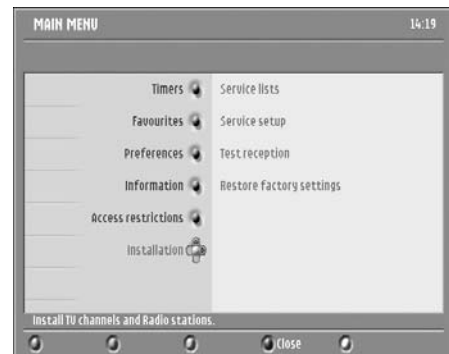 MAIN MENU 14:19
Timers Service lists
Favourites Service setup
Preferences Test reception
Information Restore factory settings
Access restrictions
Installation
Install TV channels and Radio stations.
Close